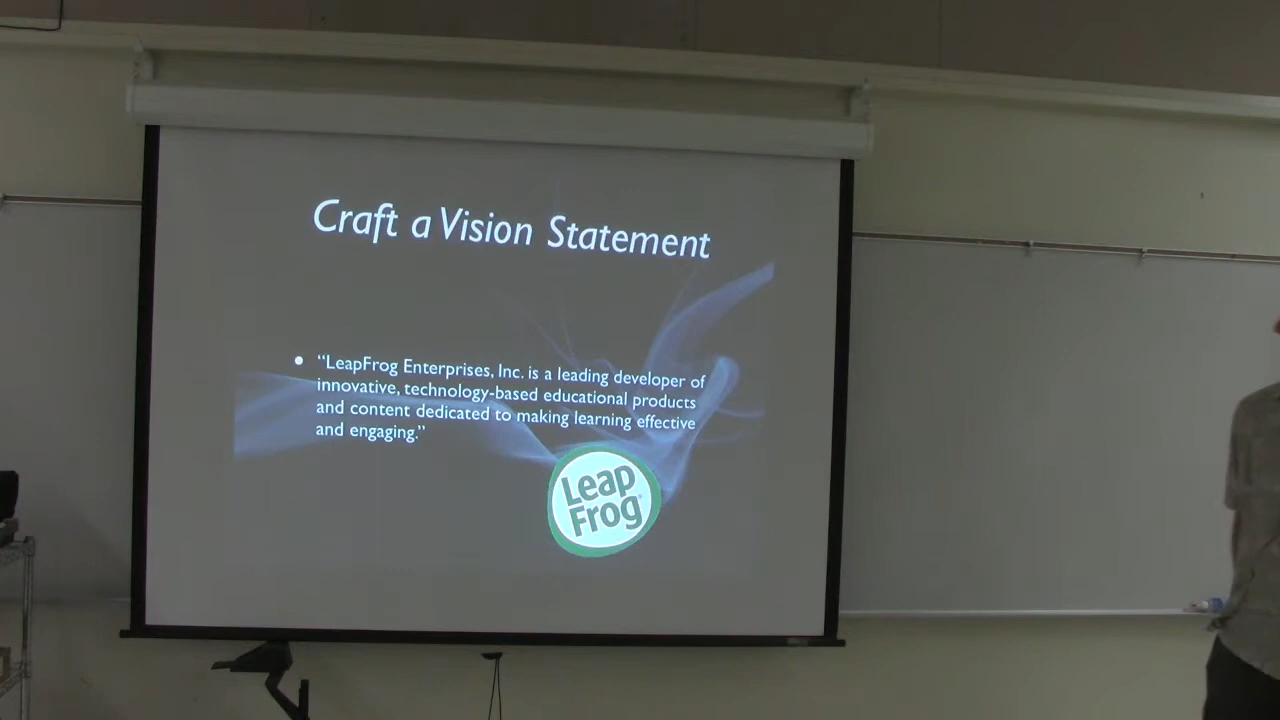 Craft a Vision Statement
• “LeapFrog Enterprises, Inc. is a leading developer of
innovative, technology-based educational products
and content dedicated to making learning effective
and engaging.”
Leap
Frog